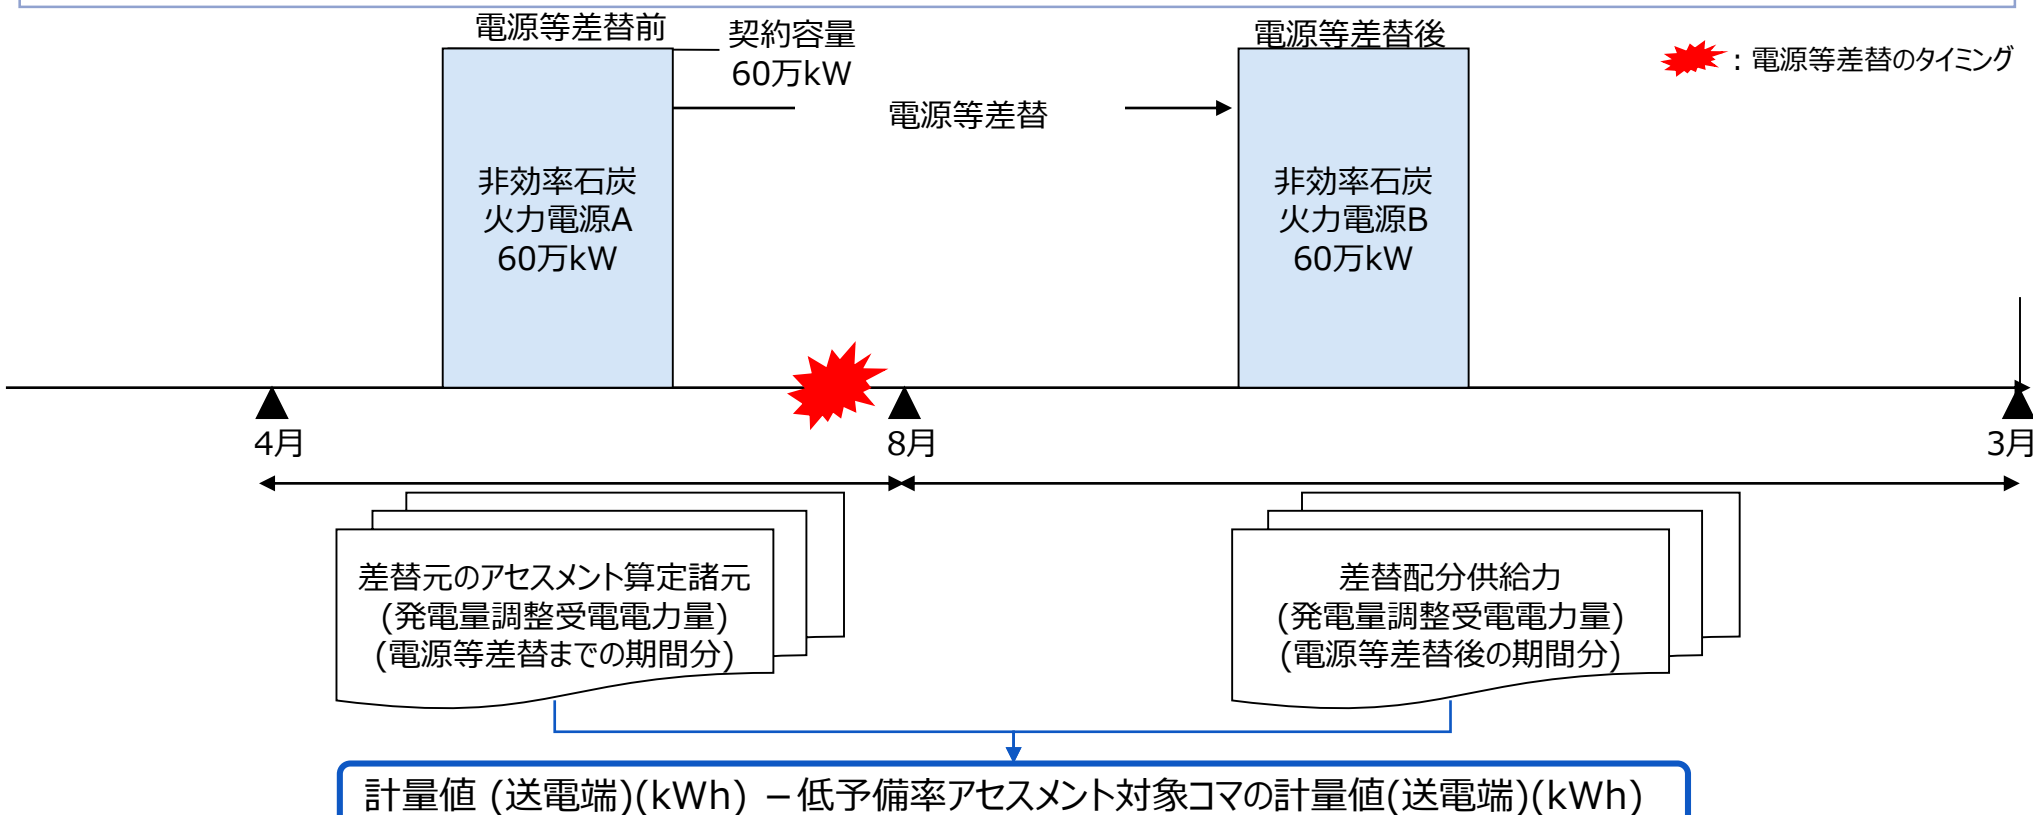 電源等差替前
契約容量
60万kW
電源等差替後
：電源等差替のタイミング
電源等差替
非効率石炭
火力電源A
60万kW
非効率石炭
火力電源B
60万kW
4月
8月
3月
差替元のアセスメント算定諸元
(発電量調整受電電力量)
(電源等差替までの期間分)
差替配分供給力
(発電量調整受電電力量)
(電源等差替後の期間分)
計量値 (送電端)(kWh) －低予備率アセスメント対象コマの計量値(送電端)(kWh)